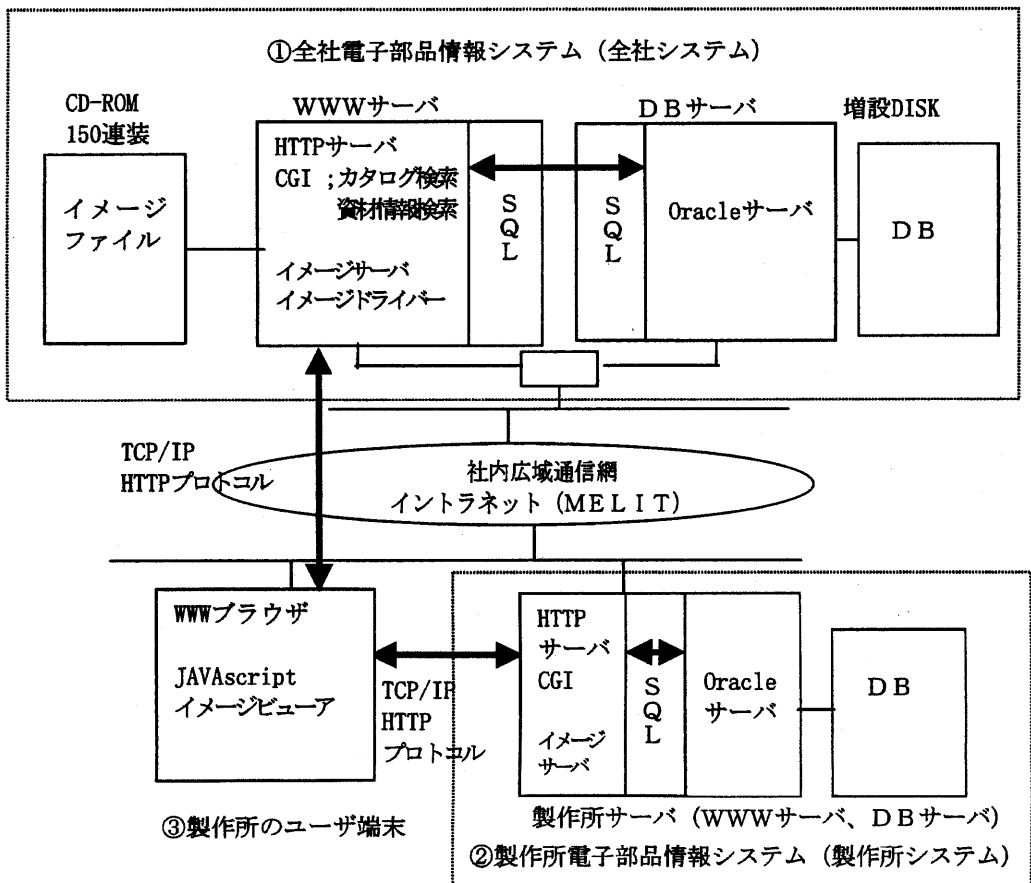 ①全社電子部品情報システム（全社システム）
CD-ROM
150連装
WWWサーバ
DBサーバ
増設DISK
イメージ
ファイル
HTTPサーバ
CGI ;カタログ検索
資材情報検索
イメージサーバ
イメージドライバー
SQL
SQL
Oracleサーバ
DB
TCP/IP
HTTPプロトコル
社内広域通信網
イントラネット（MELIT）
WWWブラウザ
JAVAscript
イメージビューア
TCP/IP
HTTP
プロトコル
HTTP
サーバ
CGI
イメージ
サーバ
SQL
Oracle
サーバ
DB
製作所サーバ（WWWサーバ、DBサーバ）
③製作所のユーザ端末
②製作所電子部品情報システム（製作所システム）